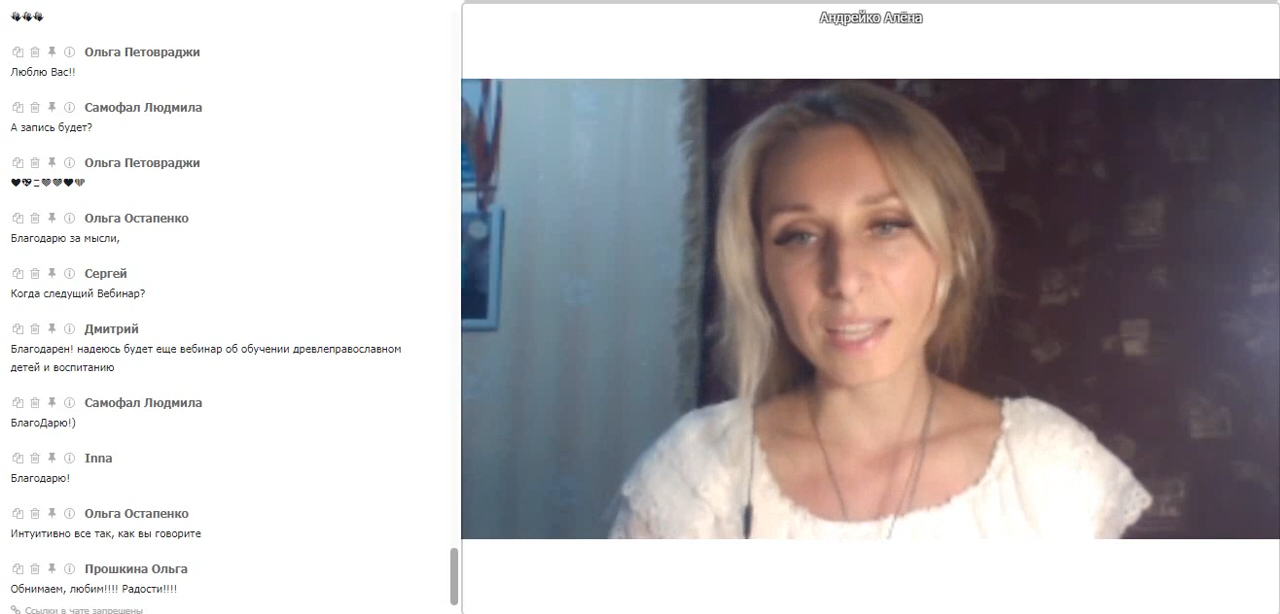 Ольга Петовраджи
Люблю Вас!!
Самофал Людмила
А запись будет?
Ольга Петовраджи
Ольга Остапенко
Благодарю за мысли,
Сергей
Когда следущий Вебинар?
Дмитрий
Благодарен! надеюсь будет еще вебинар об обучении древлеправославном
детей и воспитанию
Самофал Людмила
БлагоДарю!)
Inna
Благодарю!
Ольга Остапенко
Интуитивно все так, как вы говорите
Прошкина Ольга
Обнимаем, любим!!!! Радости!!!!
Ссылки в чате запрещены
Андрейко Алёна